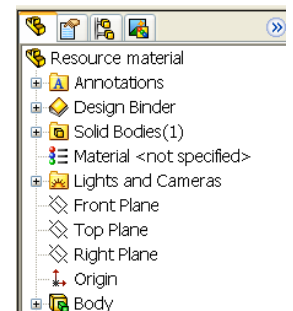 Resource material
Annotations
Design Binder
Solid Bodies(1)
Material <not specified>
Lights and Cameras
Front Plane
Top Plane
Right Plane
Origin
Body